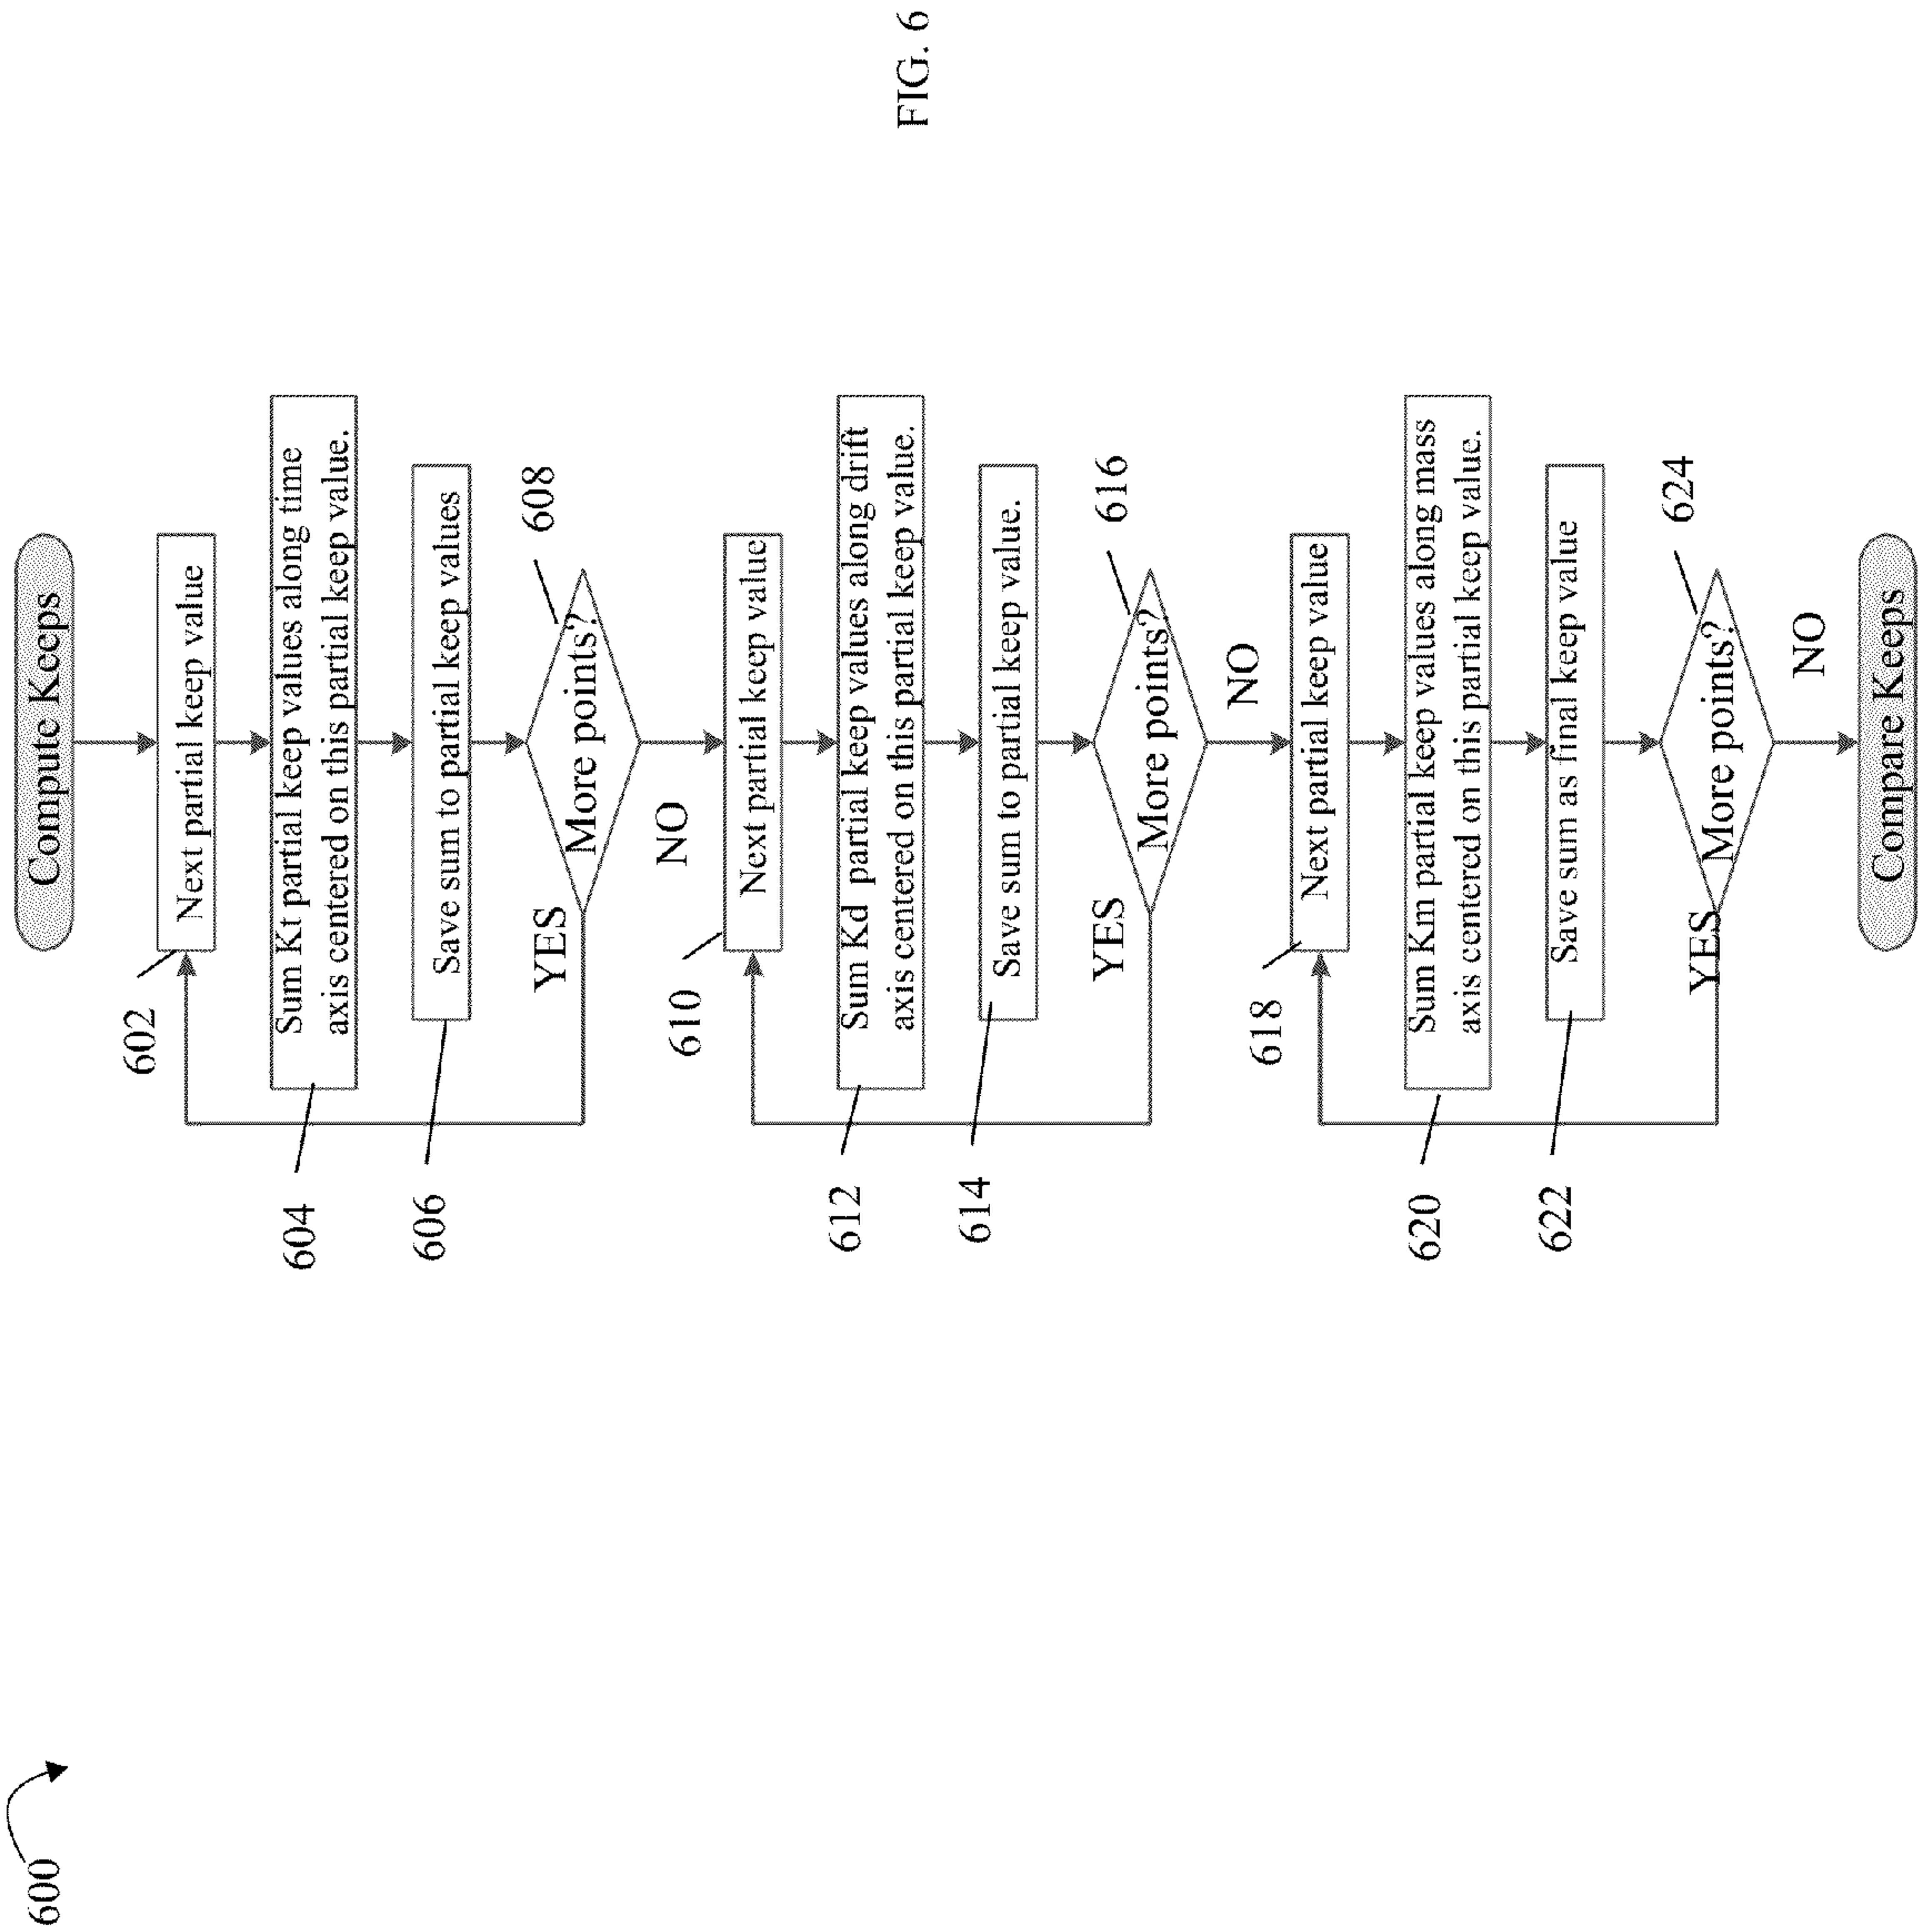 600
Compute Keeps
602
Next partial keep value
604
Sum Kt partial keep values along time
axis centered on this partial keep value.
606
Save sum to partial keep values
608
More points?
YES
NO
610
Next partial keep value
612
Sum Kd partial keep values along drift
axis centered on this partial keep value.
614
Save sum to partial keep value.
616
More points?
YES
NO
618
Next partial keep value
620
Sum Km partial keep values along mass
axis centered on this partial keep value.
622
Save sum as final keep value
624
More points?
YES
NO
Compare Keeps
FIG. 6